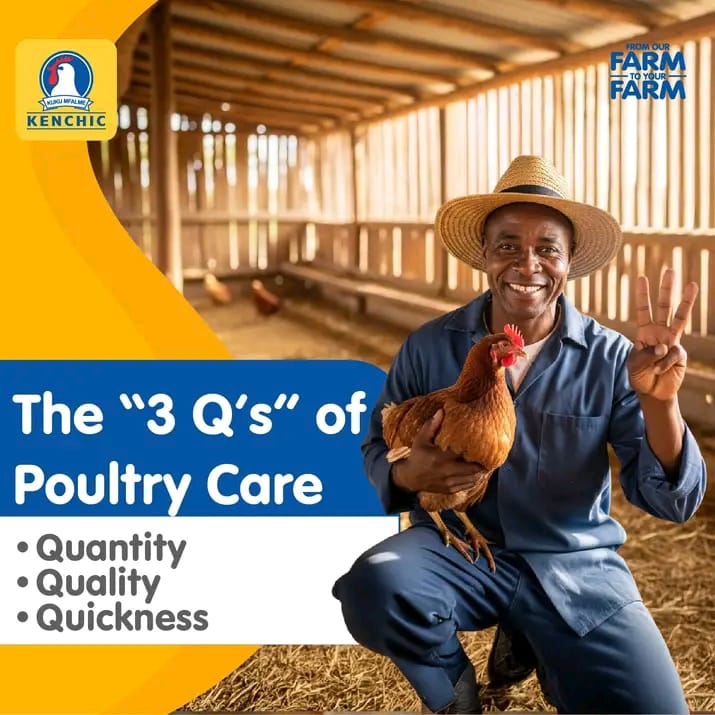 KUKU MFALME
KENCHIC
FROM OUR
FARM
TO YOUR
FARM
The “3 Q's” of
Poultry Care
• Quantity
• Quality
• Quickness